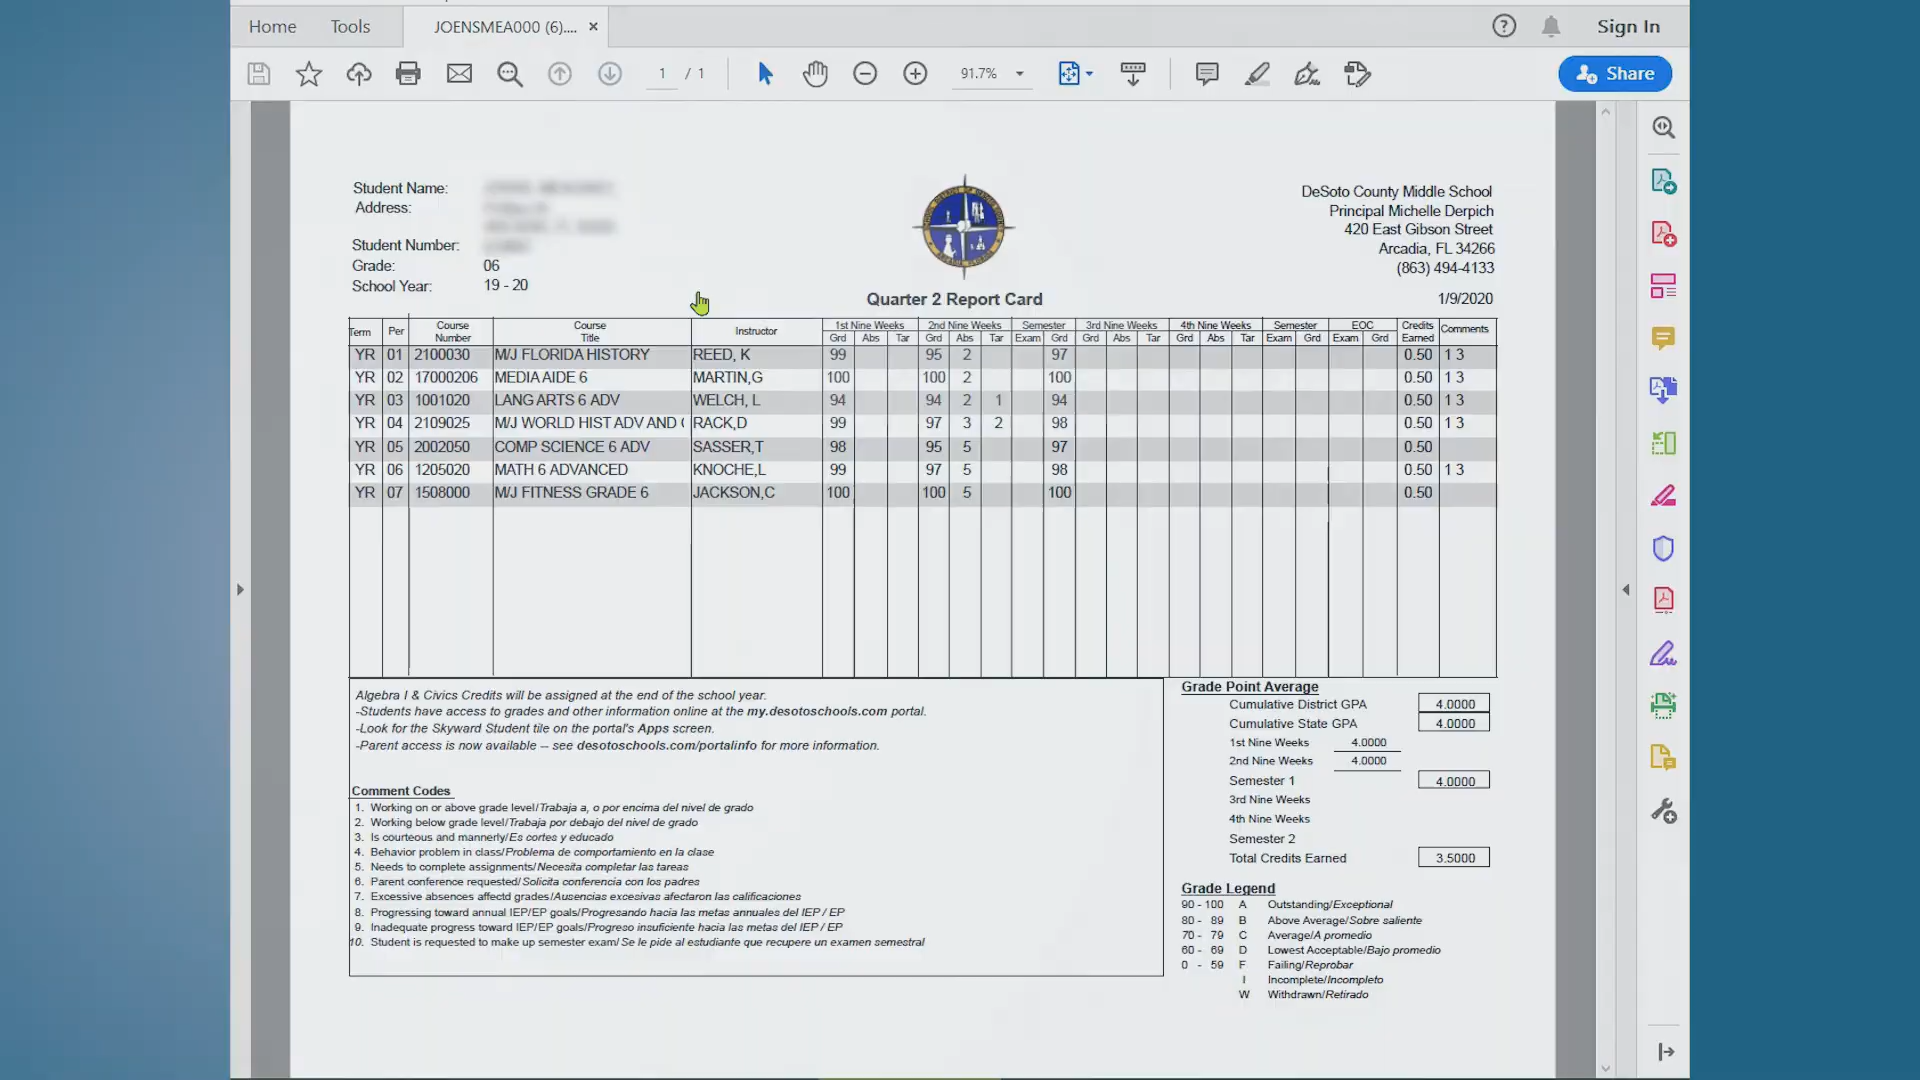 Home Tools JOENSMEA000 (6).... × Sign In
1 / 1 91.7% Share
Student Name:
Address:
Student Number:
Grade: 06
School Year: 19 - 20
DeSoto County Middle School
Principal Michelle Derpich
420 East Gibson Street
Arcadia, FL 34266
(863) 494-4133
Quarter 2 Report Card 1/9/2020
Term Per Course Number Course Title Instructor 1st Nine Weeks 2nd Nine Weeks Semester 3rd Nine Weeks 4th Nine Weeks Semester EOC Credits Earned Comments
Grd Abs Tar Grd Abs Tar Exam Grd Grd Abs Tar Grd Abs Tar Exam Grd Exam Grd
YR 01 2100030 M/J FLORIDA HISTORY REED, K 99 95 2 97 0.50 1 3
YR 02 17000206 MEDIA AIDE 6 MARTIN,G 100 100 2 100 0.50 1 3
YR 03 1001020 LANG ARTS 6 ADV WELCH, L 94 94 2 1 94 0.50 1 3
YR 04 2109025 M/J WORLD HIST ADV AND ( RACK,D 99 97 3 2 98 0.50 1 3
YR 05 2002050 COMP SCIENCE 6 ADV SASSER,T 98 95 5 97 0.50
YR 06 1205020 MATH 6 ADVANCED KNOCHE,L 99 97 5 98 0.50 1 3
YR 07 1508000 M/J FITNESS GRADE 6 JACKSON,C 100 100 5 100 0.50
Algebra I & Civics Credits will be assigned at the end of the school year.
-Students have access to grades and other information online at the my.desotoschools.com portal.
-Look for the Skyward Student tile on the portal's Apps screen.
-Parent access is now available -- see desotoschools.com/portalinfo for more information.
Comment Codes
1. Working on or above grade level/Trabaja a, o por encima del nivel de grado
2. Working below grade level/Trabaja por debajo del nivel de grado
3. Is courteous and mannerly/Es cortes y educado
4. Behavior problem in class/Problema de comportamiento en la clase
5. Needs to complete assignments/Necesita completar las tareas
6. Parent conference requested/Solicita conferencia con los padres
7. Excessive absences affectd grades/Ausencias excesivas afectaron las calificaciones
8. Progressing toward annual IEP/EP goals/Progresando hacia las metas annuales del IEP / EP
9. Inadequate progress toward IEP/EP goals/Progreso insuficiente hacia las metas del IEP / EP
10. Student is requested to make up semester exam/ Se le pide al estudiante que recupere un examen semestral
Grade Point Average
Cumulative District GPA 4.0000
Cumulative State GPA 4.0000
1st Nine Weeks 4.0000
2nd Nine Weeks 4.0000
Semester 1 4.0000
3rd Nine Weeks
4th Nine Weeks
Semester 2
Total Credits Earned 3.5000
Grade Legend
90 - 100 A Outstanding/Exceptional
80 - 89 B Above Average/Sobre saliente
70 - 79 C Average/A promedio
60 - 69 D Lowest Acceptable/Bajo promedio
0 - 59 F Failing/Reprobar
I Incomplete/Incompleto
W Withdrawn/Retirado